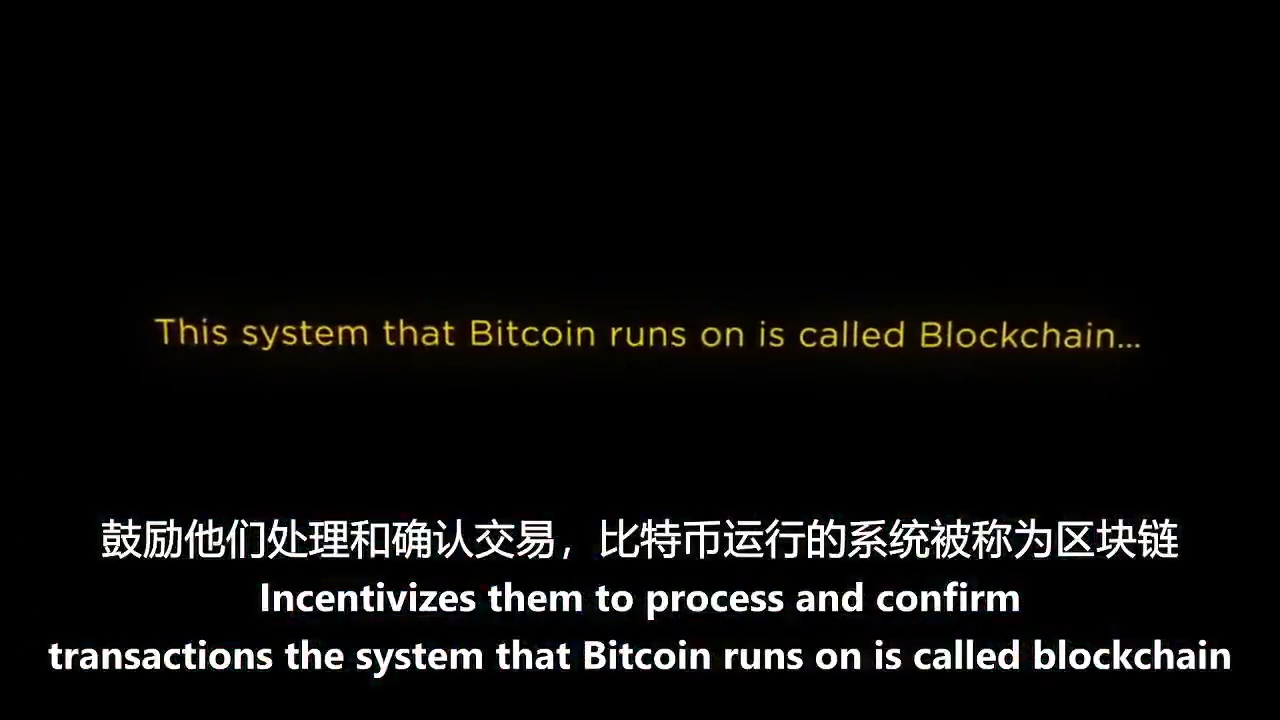 This system that Bitcoin runs on is called Blockchain...
鼓励他们处理和确认交易，比特币运行的系统被称为区块链
Incentivizes them to process and confirm
transactions the system that Bitcoin runs on is called blockchain